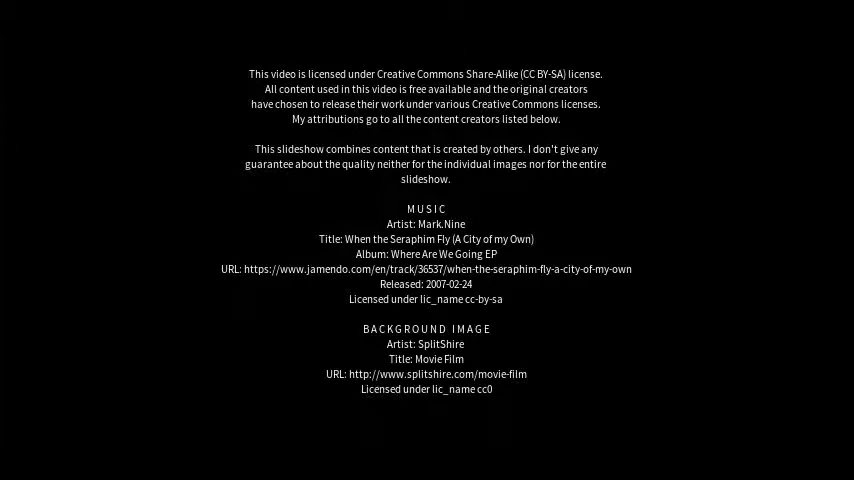 This video is licensed under Creative Commons Share-Alike (CC BY-SA) license.
All content used in this video is free available and the original creators
have chosen to release their work under various Creative Commons licenses.
My attributions go to all the content creators listed below.
This slideshow combines content that is created by others. I don't give any
guarantee about the quality neither for the individual images nor for the entire
slideshow.
MUSIC
Artist: Mark.Nine
Title: When the Seraphim Fly (A City of my Own)
Album: Where Are We Going EP
URL: https://www.jamendo.com/en/track/36537/when-the-seraphim-fly-a-city-of-my-own
Released: 2007-02-24
Licensed under lic_name cc-by-sa
BACKGROUND IMAGE
Artist: SplitShire
Title: Movie Film
URL: http://www.splitshire.com/movie-film
Licensed under lic_name cc0